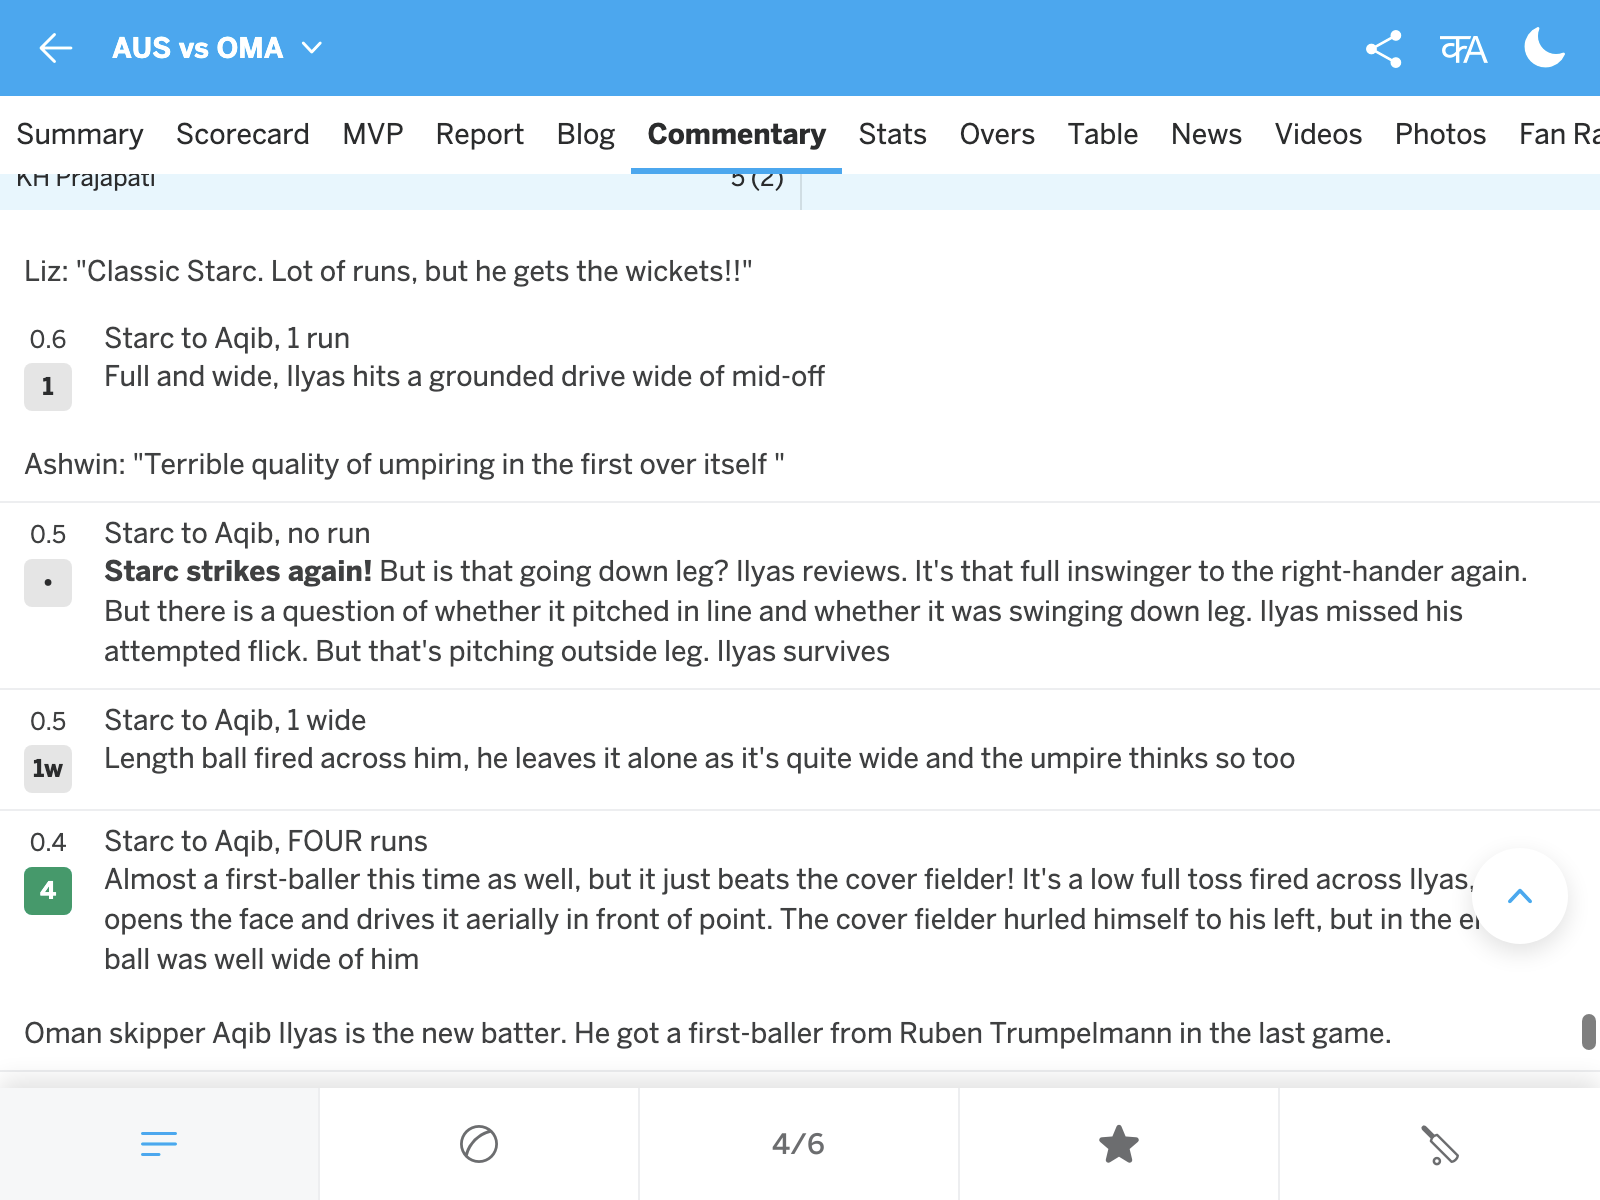 AUS vs OMA
Summary Scorecard MVP Report Blog Commentary Stats Overs Table News Videos Photos Fan Ra
KH Prajapati 5 (2)
Liz: "Classic Starc. Lot of runs, but he gets the wickets!!"
0.6 Starc to Aqib, 1 run
1 Full and wide, Ilyas hits a grounded drive wide of mid-off
Ashwin: "Terrible quality of umpiring in the first over itself "
0.5 Starc to Aqib, no run
• Starc strikes again! But is that going down leg? Ilyas reviews. It's that full inswinger to the right-hander again.
But there is a question of whether it pitched in line and whether it was swinging down leg. Ilyas missed his
attempted flick. But that's pitching outside leg. Ilyas survives
0.5 Starc to Aqib, 1 wide
1w Length ball fired across him, he leaves it alone as it's quite wide and the umpire thinks so too
0.4 Starc to Aqib, FOUR runs
4 Almost a first-baller this time as well, but it just beats the cover fielder! It's a low full toss fired across Ilyas,
opens the face and drives it aerially in front of point. The cover fielder hurled himself to his left, but in the
ball was well wide of him
Oman skipper Aqib Ilyas is the new batter. He got a first-baller from Ruben Trumpelmann in the last game.
4/6